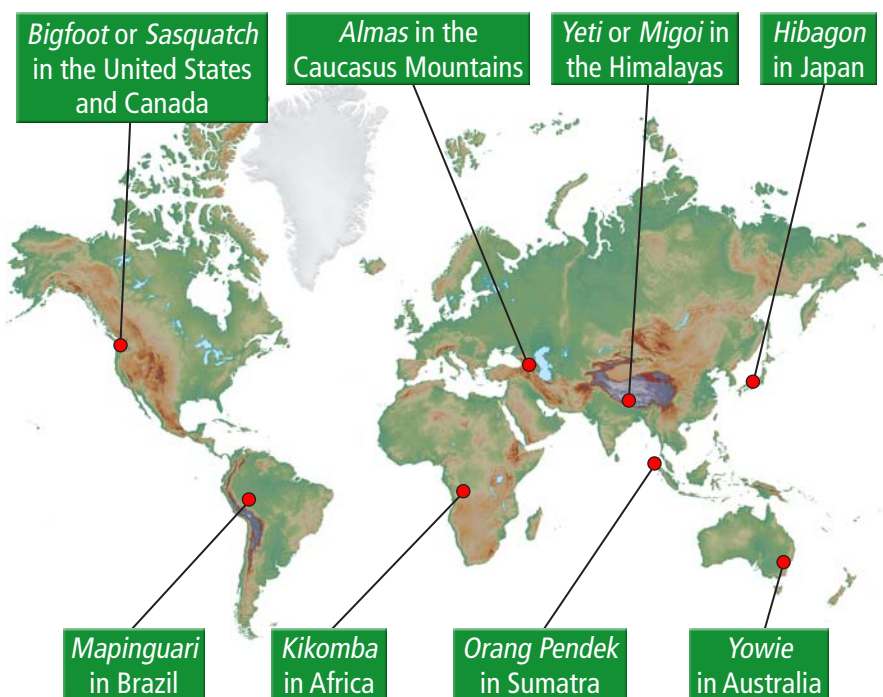 Bigfoot or Sasquatch
in the United States
and Canada
Almas in the
Caucasus Mountains
Yeti or Migoi in
the Himalayas
Hibagon
in Japan
Mapinguari
in Brazil
Kikomba
in Africa
Orang Pendek
in Sumatra
Yowie
in Australia